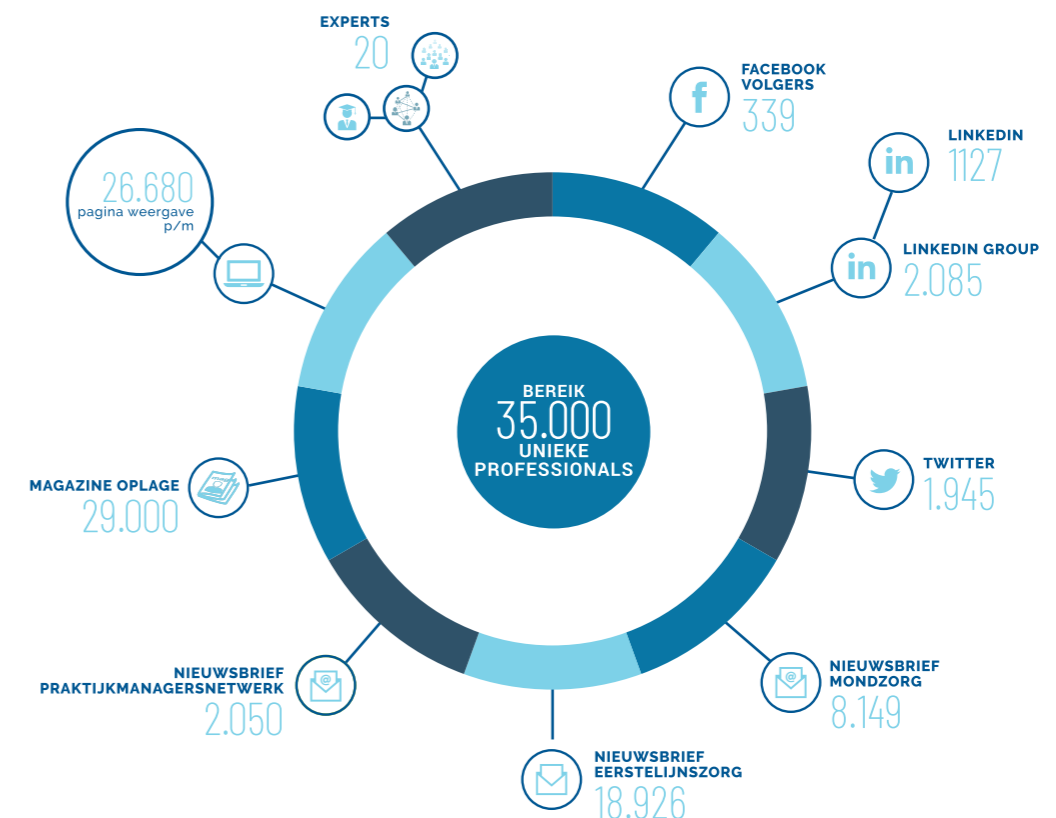 EXPERTS
20
FACEBOOK
VOLGERS
339
LINKEDIN
1127
LINKEDIN GROUP
2.085
26.680
pagina weergave
p/m
BEREIK
35.000
UNIEKE
PROFESSIONALS
TWITTER
1.945
MAGAZINE OPLAGE
29.000
NIEUWSBRIEF
MONDZORG
8.149
NIEUWSBRIEF
PRAKTIJKMANAGERSNETWERK
2.050
NIEUWSBRIEF
EERSTELIJNSZORG
18.926